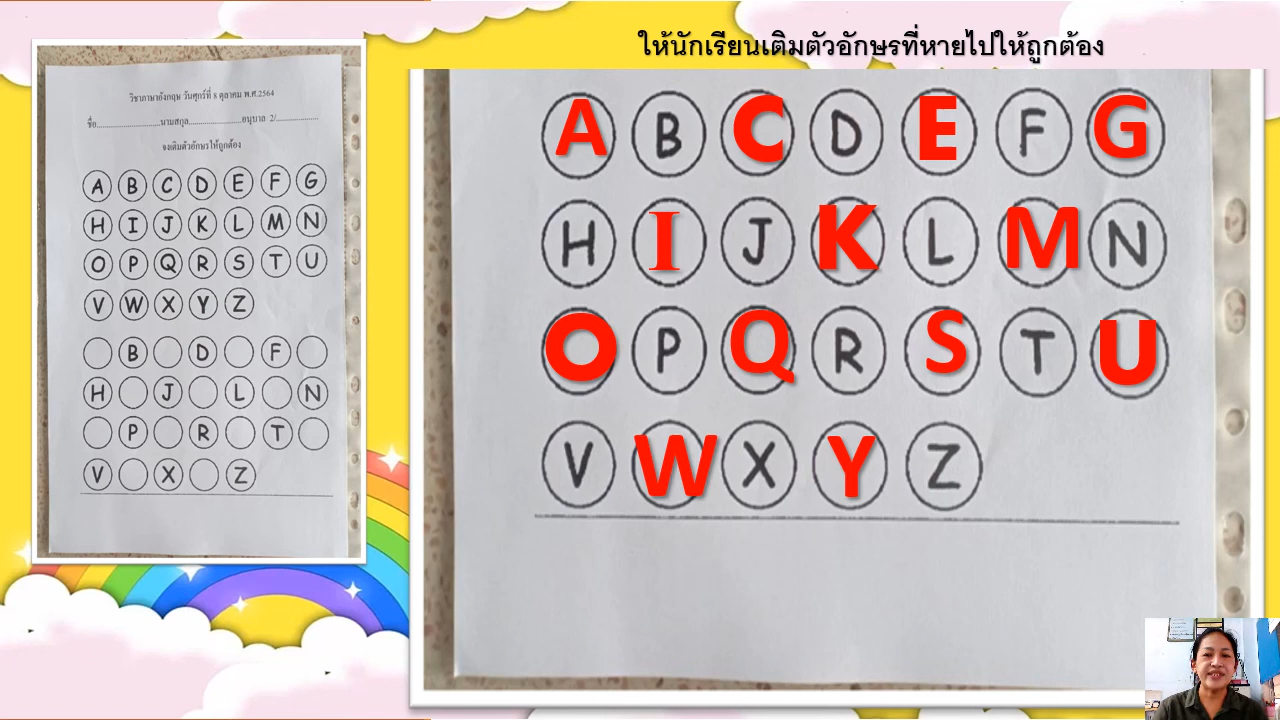 ให้นักเรียนเติมตัวอักษรที่หายไปให้ถูกต้อง
วิชาภาษาอังกฤษ วันศุกร์ที่ 8 ตุลาคม พ.ศ.2564
ชื่อ..............................นามสกุล......................อนุบาล 2/..................
จงเติมตัวอักษรให้ถูกต้อง
A B C D E F G
H I J K L M N
O P Q R S T U
V W X Y Z
B D F
H J L N
P R T
V X Z
A B C D E F G
H I J K L M N
O P Q R S T U
V W X Y Z